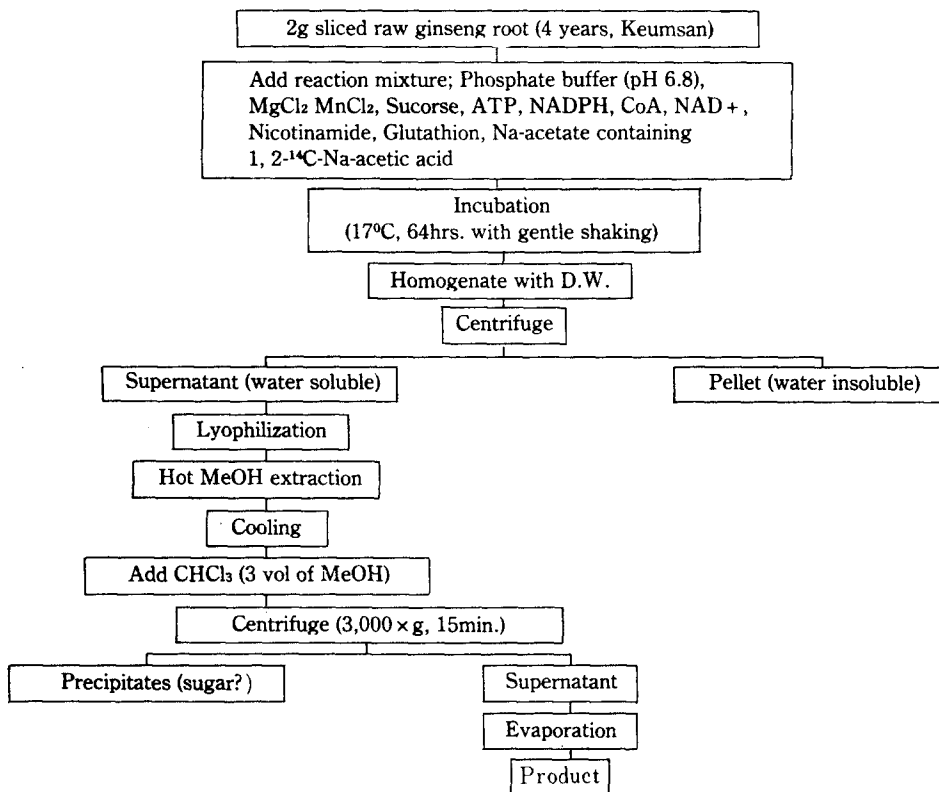 2g sliced raw ginseng root (4 years, Keumsan)
Add reaction mixture; Phosphate buffer (pH 6.8),
MgCl₂ MnCl₂, Sucorse, ATP, NADPH, CoA, NAD+,
Nicotinamide, Glutathion, Na-acetate containing
1, 2-¹⁴C-Na-acetic acid
Incubation
(17⁰C, 64hrs. with gentle shaking)
Homogenate with D.W.
Centrifuge
Supernatant (water soluble)
Pellet (water insoluble)
Lyophilization
Hot MeOH extraction
Cooling
Add CHCl₃ (3 vol of MeOH)
Centrifuge (3,000×g, 15min.)
Precipitates (sugar?)
Supernatant
Evaporation
Product